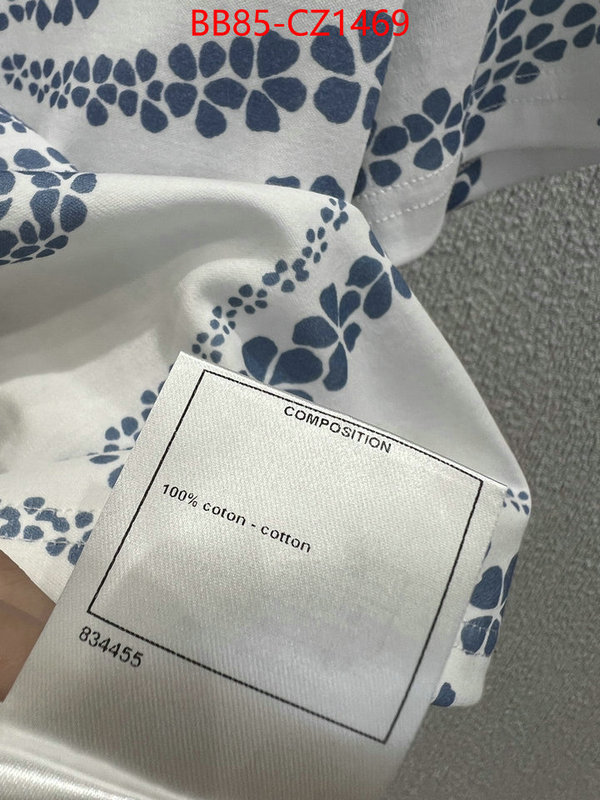 BB85-CZ1469
COMPOSITION
100% coton - cotton
834455